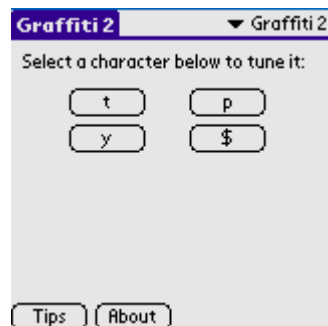 Graffiti 2 Graffiti 2
Select a character below to tune it:
t p
y $
Tips About